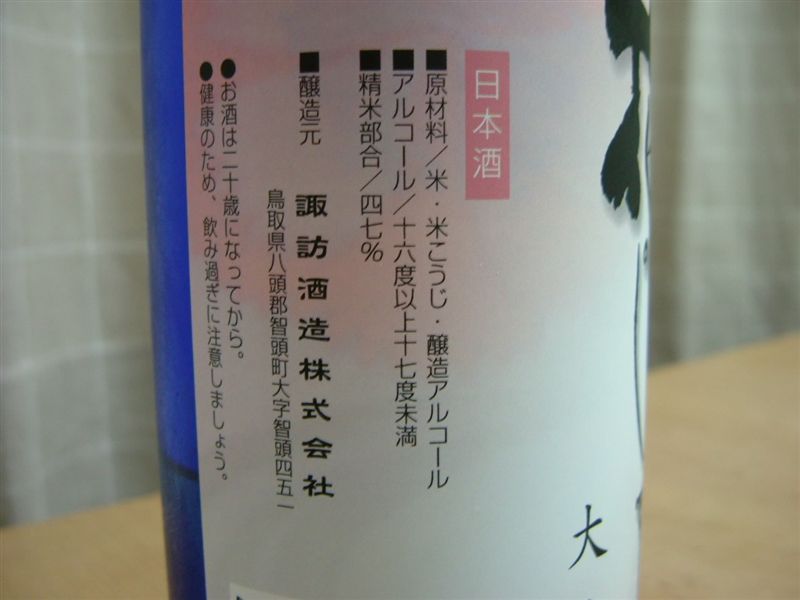 日本酒
■原材料／米・米こうじ・醸造アルコール
■アルコール／十六度以上十七度未満
■精米部合／四七%
■醸造元 諏訪酒造株式会社
鳥取県八頭郡智頭町大字智頭四五一
●お酒は二十歳になってから。
●健康のため、飲み過ぎに注意しましょう。
大